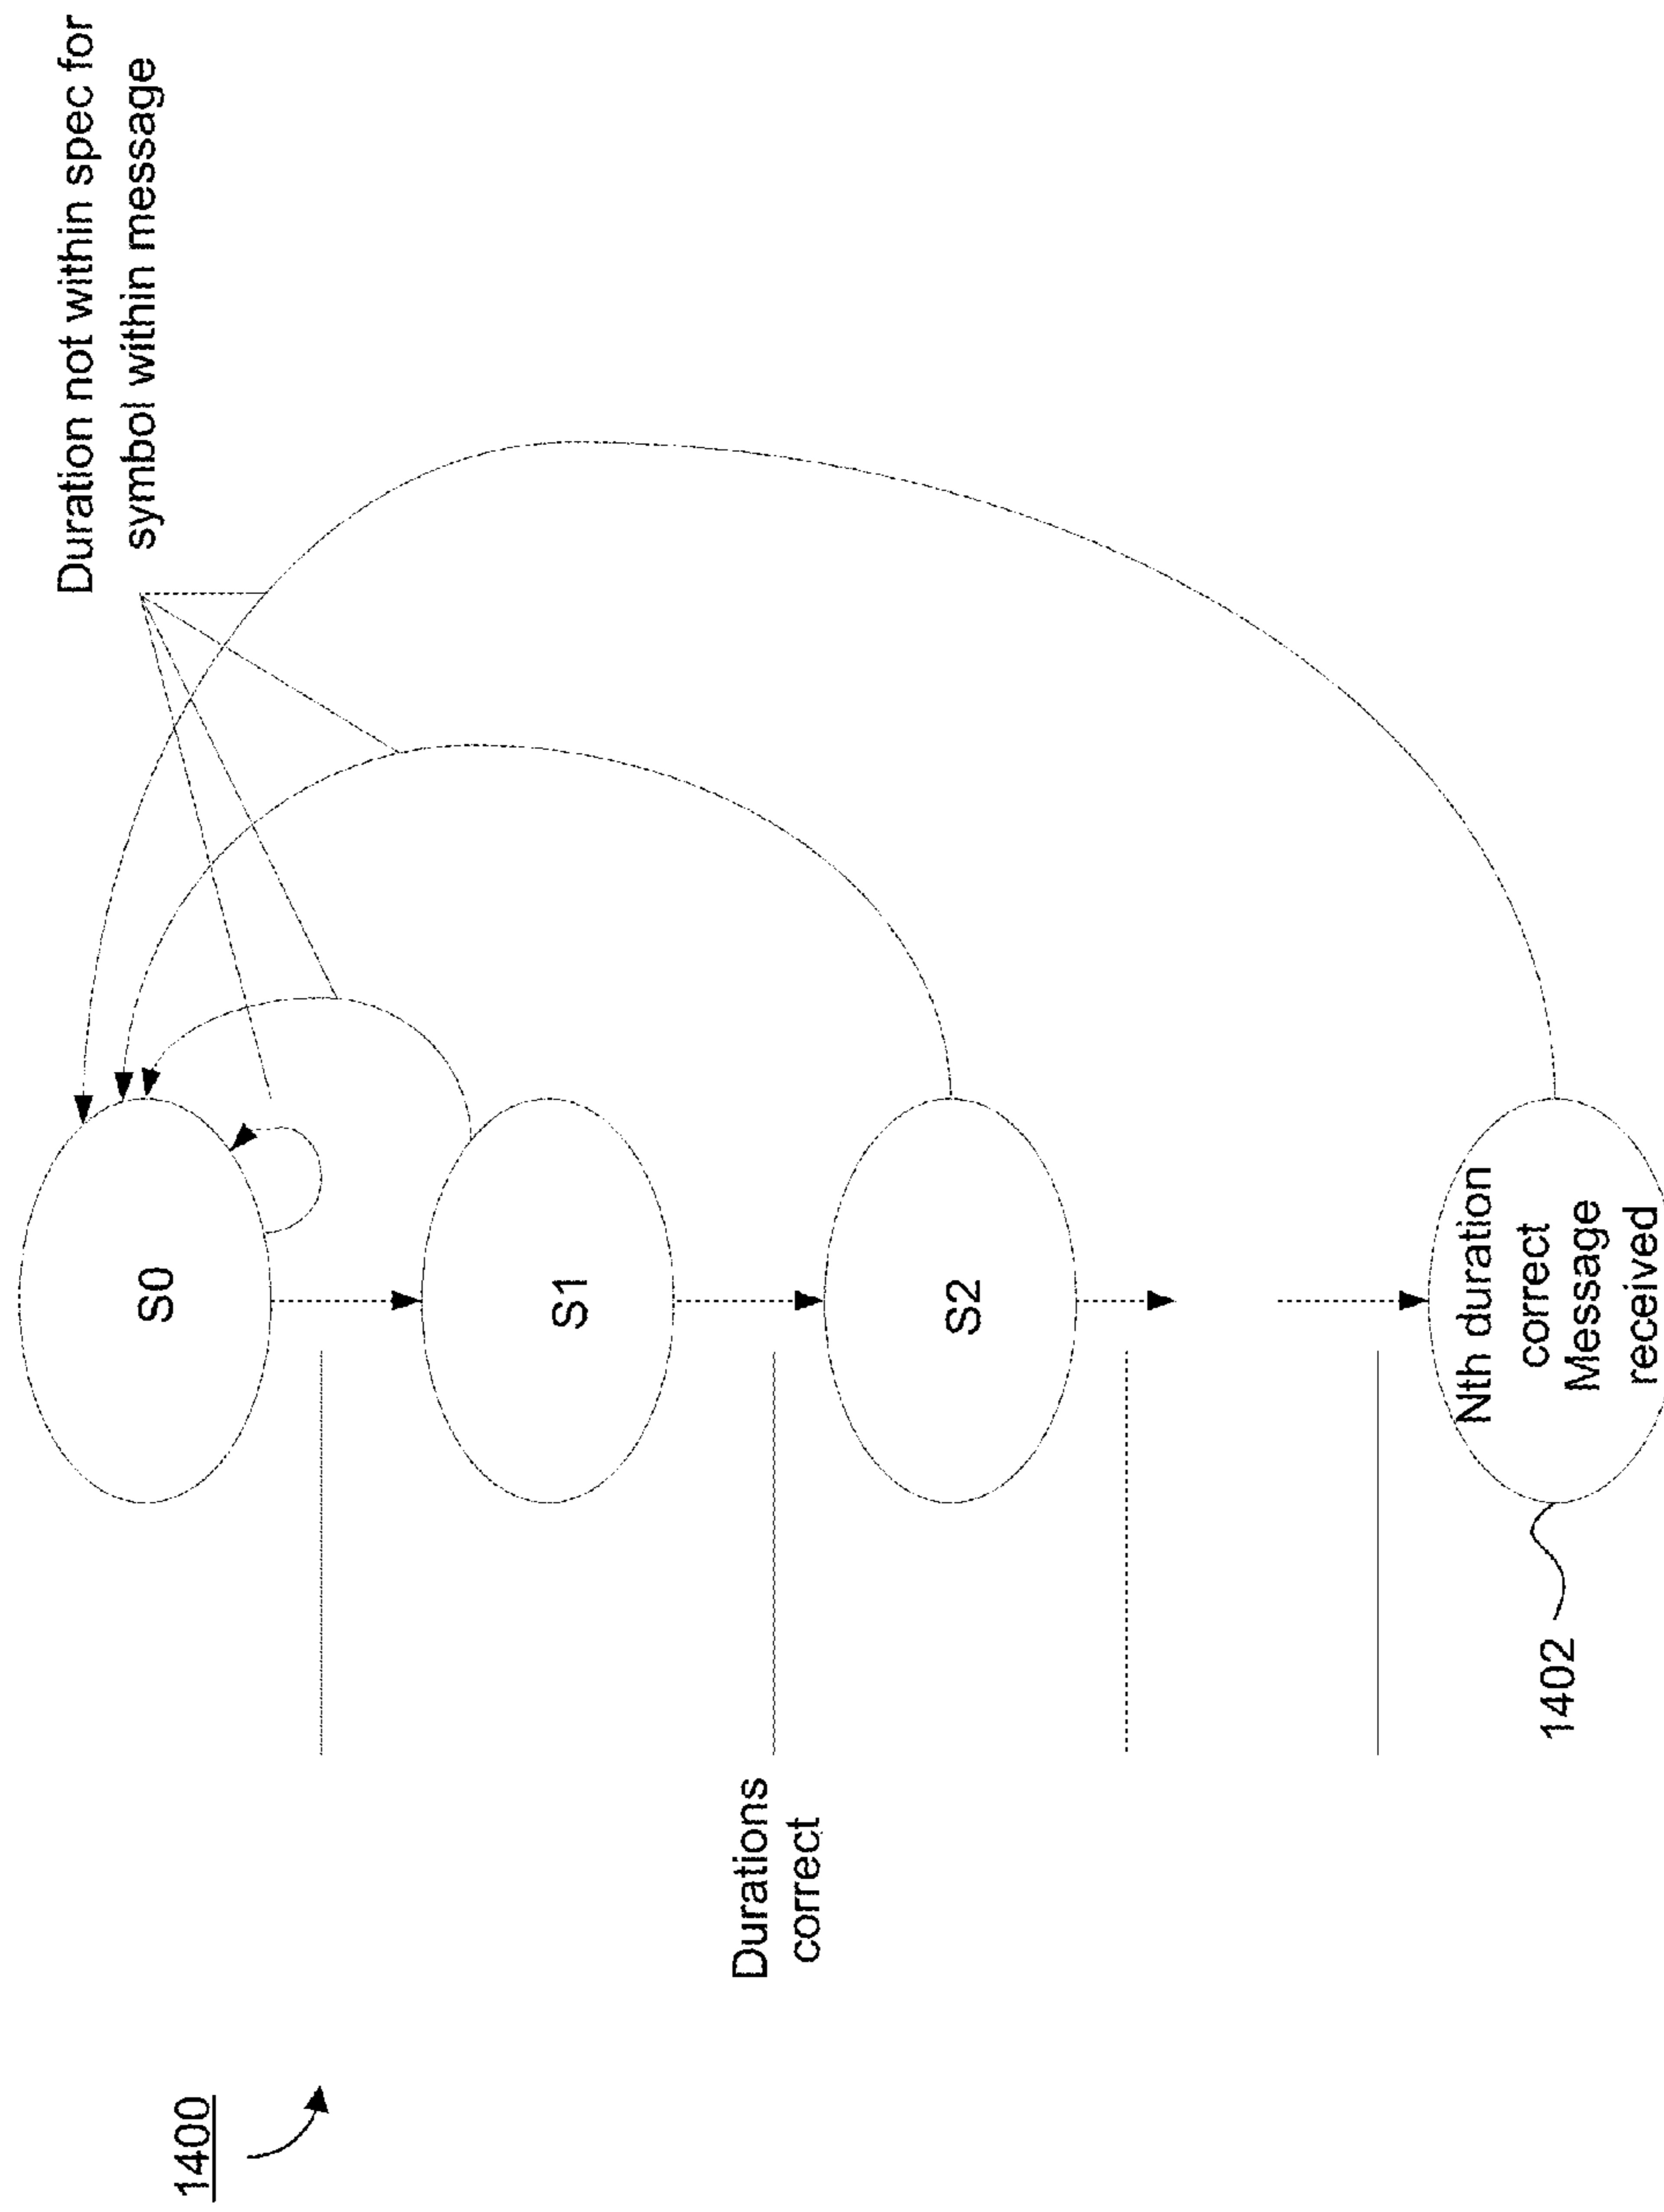 1400
Duration not within spec for
symbol within message
S0
S1
S2
Durations
correct
Nth duration
correct
Message
received
1402